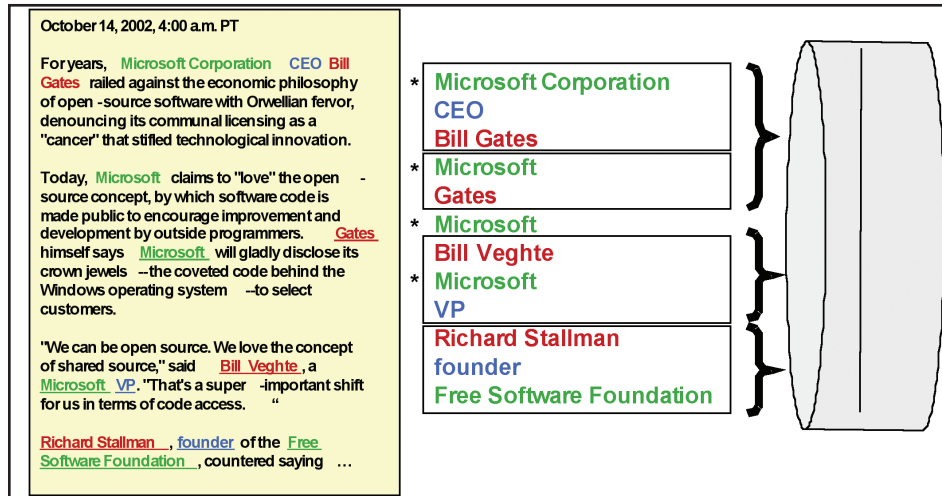 October 14, 2002, 4:00 a.m. PT
For years, Microsoft Corporation CEO Bill
Gates railed against the economic philosophy
of open -source software with Orwellian fervor,
denouncing its communal licensing as a
"cancer" that stifled technological innovation.
Today, Microsoft claims to "love" the open -
source concept, by which software code is
made public to encourage improvement and
development by outside programmers. Gates
himself says Microsoft will gladly disclose its
crown jewels --the coveted code behind the
Windows operating system --to select
customers.
"We can be open source. We love the concept
of shared source," said Bill Veghte , a
Microsoft VP. "That's a super -important shift
for us in terms of code access. “
Richard Stallman , founder of the Free
Software Foundation , countered saying …
* Microsoft Corporation
CEO
Bill Gates
* Microsoft
Gates
* Microsoft
Bill Veghte
* Microsoft
VP
Richard Stallman
founder
Free Software Foundation